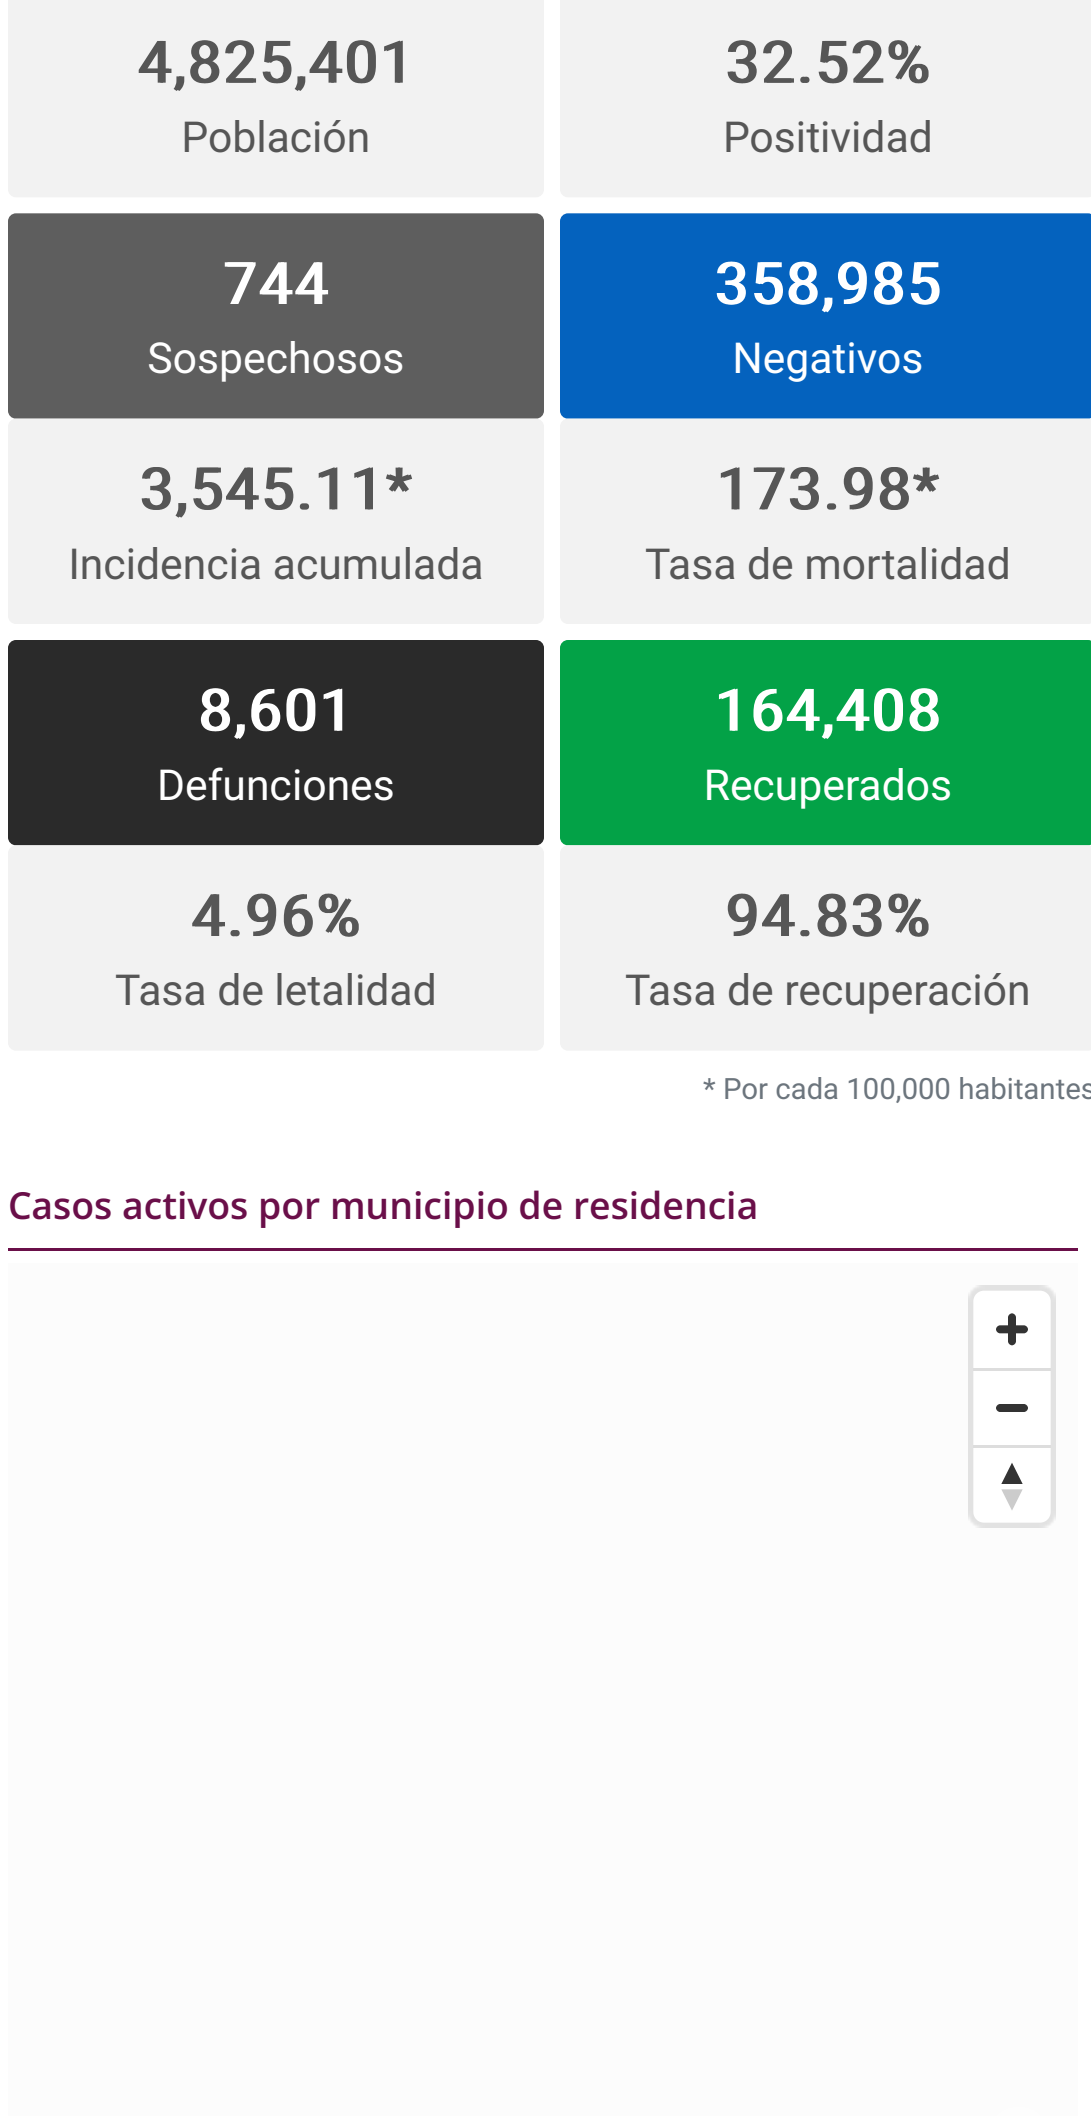 4,825,401
Población
32.52%
Positividad
744
Sospechosos
358,985
Negativos
3,545.11*
Incidencia acumulada
173.98*
Tasa de mortalidad
8,601
Defunciones
164,408
Recuperados
4.96%
Tasa de letalidad
94.83%
Tasa de recuperación
* Por cada 100,000 habitantes
Casos activos por municipio de residencia